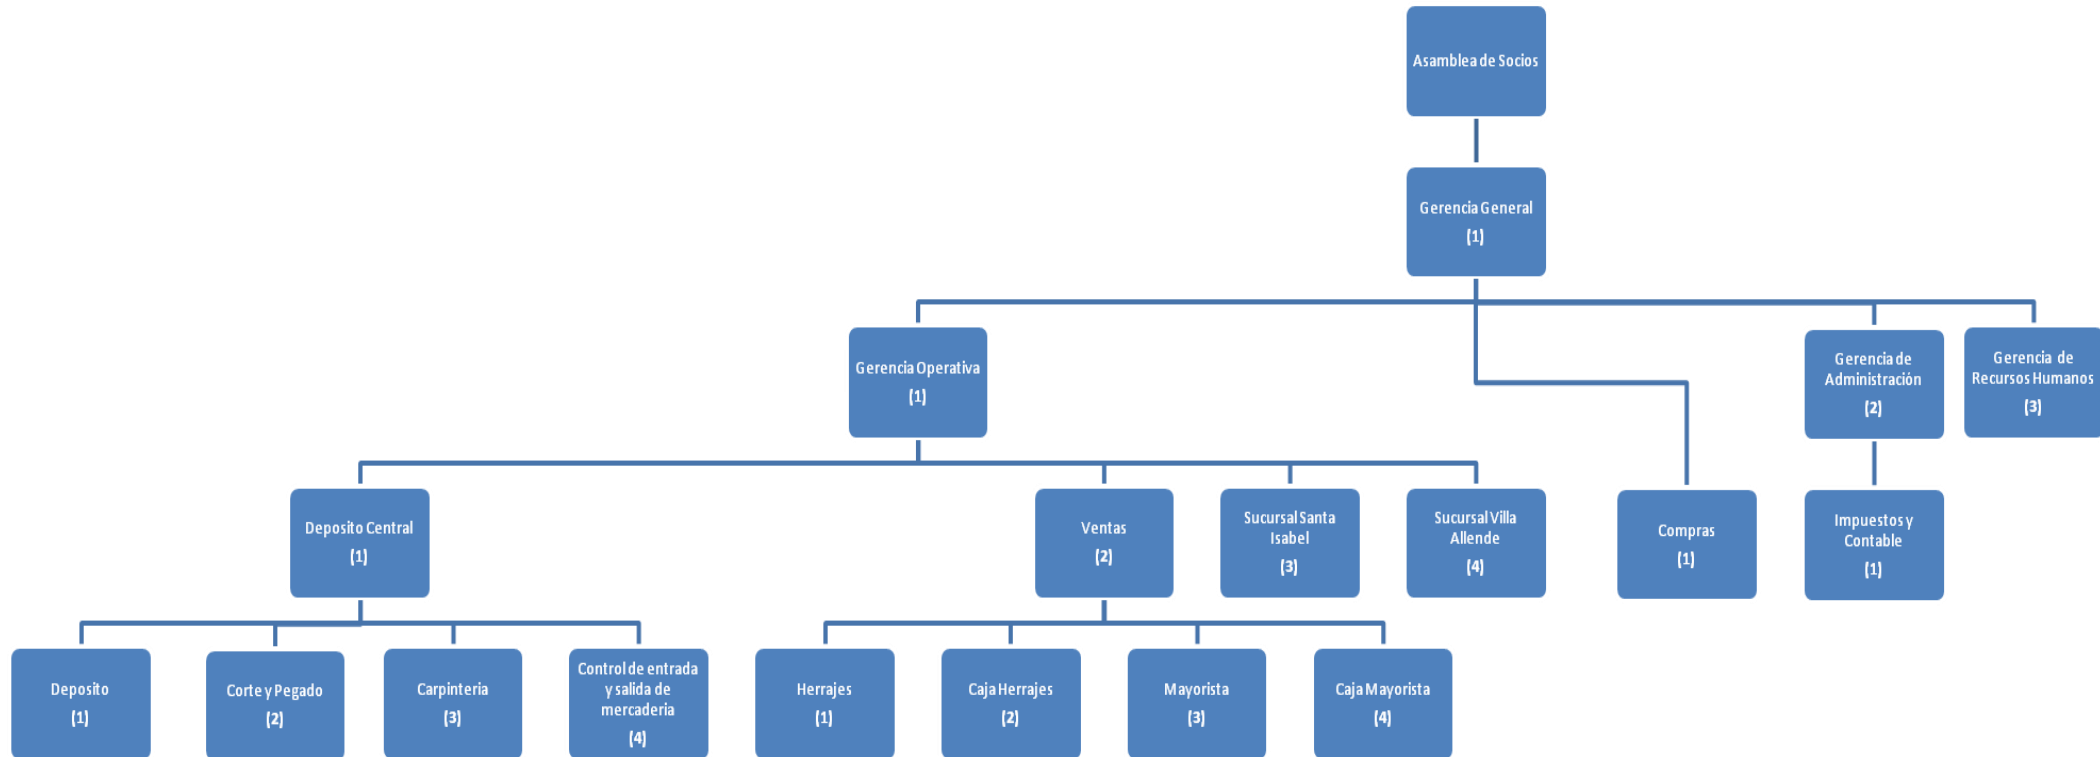 Asamblea de Socios
Gerencia General
(1)
Gerencia Operativa
(1)
Gerencia de
Administración
(2)
Gerencia de
Recursos Humanos
(3)
Deposito Central
(1)
Ventas
(2)
Sucursal Santa
Isabel
(3)
Sucursal Villa
Allende
(4)
Compras
(1)
Impuestos y
Contable
(1)
Deposito
(1)
Corte y Pegado
(2)
Carpinteria
(3)
Control de entrada
y salida de
mercaderia
(4)
Herrajes
(1)
Caja Herrajes
(2)
Mayorista
(3)
Caja Mayorista
(4)